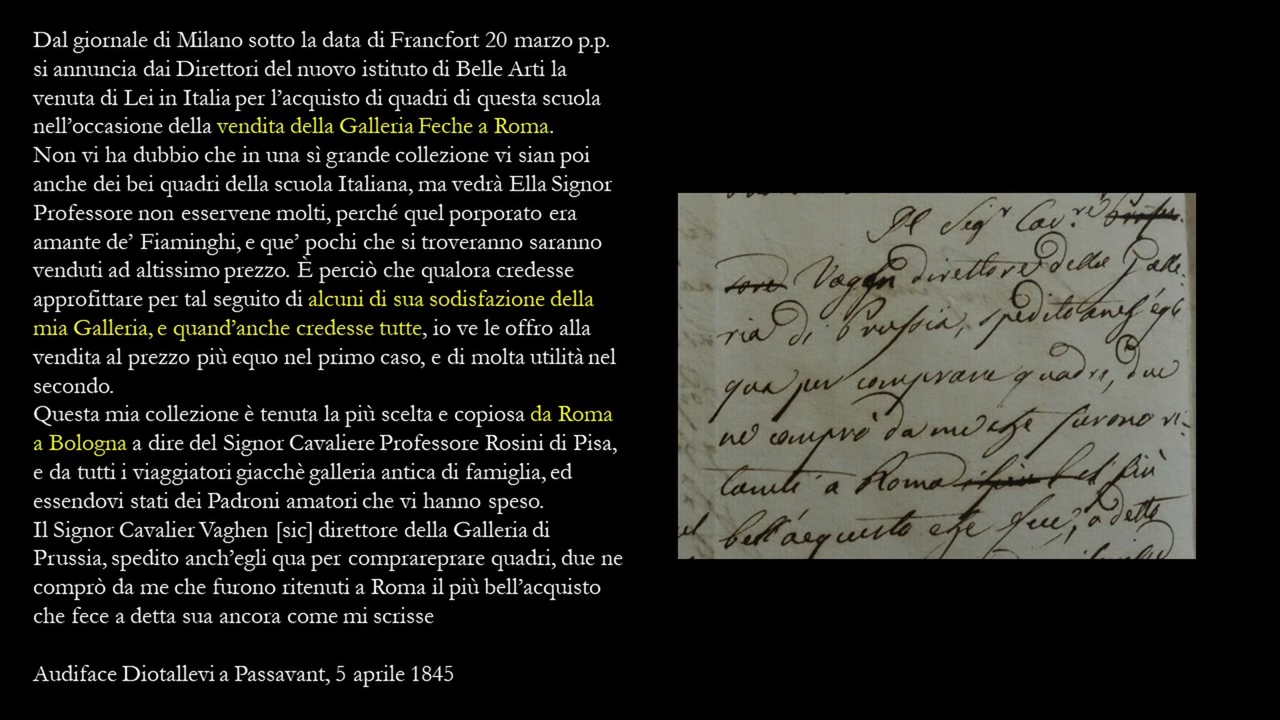 Dal giornale di Milano sotto la data di Francfort 20 marzo p.p.
si annuncia dai Direttori del nuovo istituto di Belle Arti la
venuta di Lei in Italia per l'acquisto di quadri di questa scuola
nell'occasione della vendita della Galleria Feche a Roma.
Non vi ha dubbio che in una sì grande collezione vi sian poi
anche dei bei quadri della scuola Italiana, ma vedrà Ella Signor
Professore non esservene molti, perché quel porporato era
amante de' Fiaminghi, e que' pochi che si troveranno saranno
venduti ad altissimo prezzo. È perciò che qualora credesse
approfittare per tal seguito di alcuni di sua sodisfazione della
mia Galleria, e quand'anche credesse tutte, io ve le offro alla
vendita al prezzo più equo nel primo caso, e di molta utilità nel
secondo.
Questa mia collezione è tenuta la più scelta e copiosa da Roma
a Bologna a dire del Signor Cavaliere Professore Rosini di Pisa,
e da tutti i viaggiatori giacchè galleria antica di famiglia, ed
essendovi stati dei Padroni amatori che vi hanno speso.
Il Signor Cavalier Vaghen [sic] direttore della Galleria di
Prussia, spedito anch'egli qua per comprareprare quadri, due ne
comprò da me che furono ritenuti a Roma il più bell'acquisto
che fece a detta sua ancora come mi scrisse
Audiface Diotallevi a Passavant, 5 aprile 1845
Il Sigr Cav.re
direttore della Galle-
ria di Prussia, spedito anch'egli
qua per comprare quadri, due
ne comprò da me che furono ri-
a Roma il più
bell'acquisto che fece, a detta